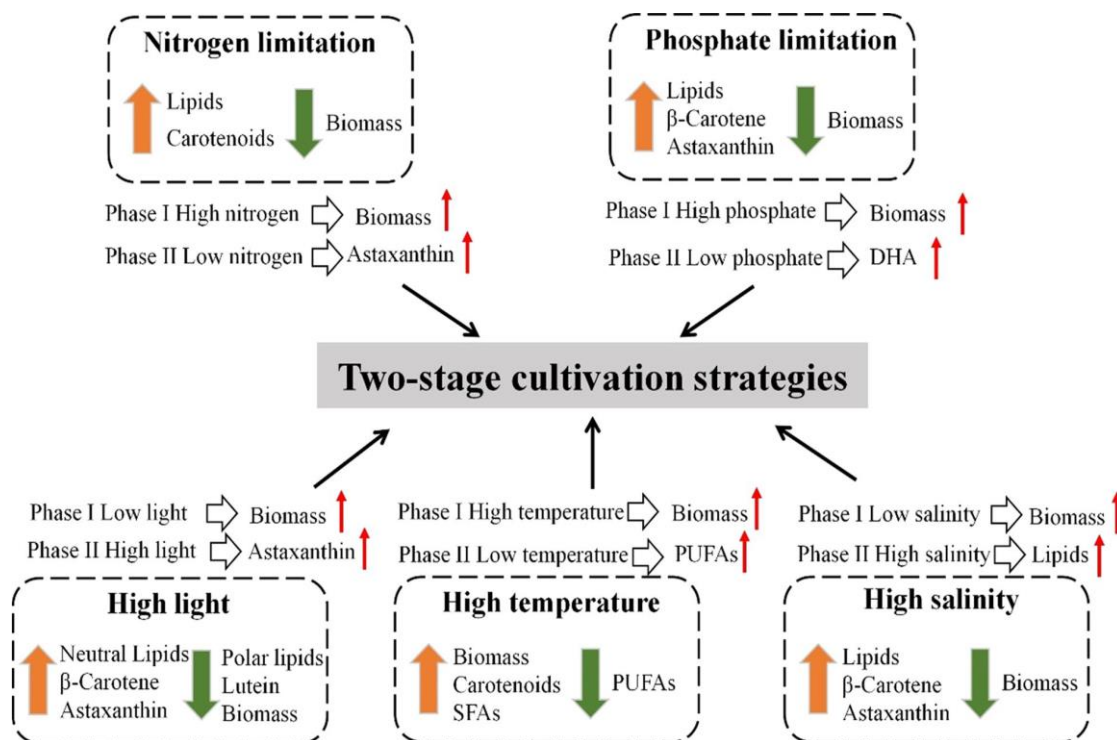 Nitrogen limitation
Lipids
Carotenoids
Biomass
Phase I High nitrogen Biomass
Phase II Low nitrogen Astaxanthin
Phosphate limitation
Lipids
β-Carotene
Astaxanthin
Biomass
Phase I High phosphate Biomass
Phase II Low phosphate DHA
Two-stage cultivation strategies
Phase I Low light Biomass
Phase II High light Astaxanthin
High light
Neutral Lipids
β-Carotene
Astaxanthin
Polar lipids
Lutein
Biomass
Phase I High temperature Biomass
Phase II Low temperature PUFAs
High temperature
Biomass
Carotenoids
SFAs
PUFAs
Phase I Low salinity Biomass
Phase II High salinity Lipids
High salinity
Lipids
β-Carotene
Astaxanthin
Biomass